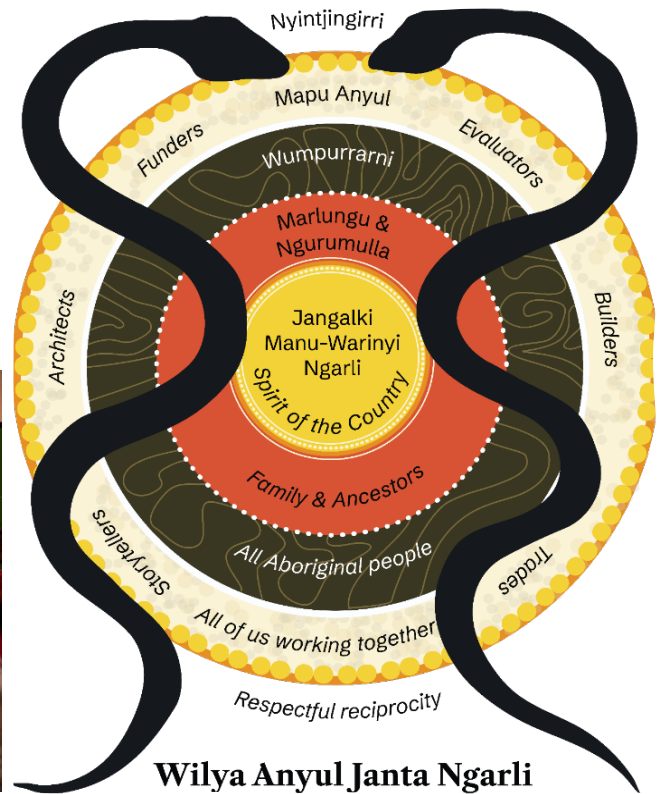 Nyintjingirri
Mapu Anyul
Funders
Evaluators
Wumpurrarni
Marlungu &
Ngurumulla
Architects
Builders
Jangalki
Manu-Warinyi
Ngarli
Spirit of the Country
Family & Ancestors
All Aboriginal people
Storytellers
Trades
All of us working together
Respectful reciprocity
Wilya Anyul Janta Ngarli